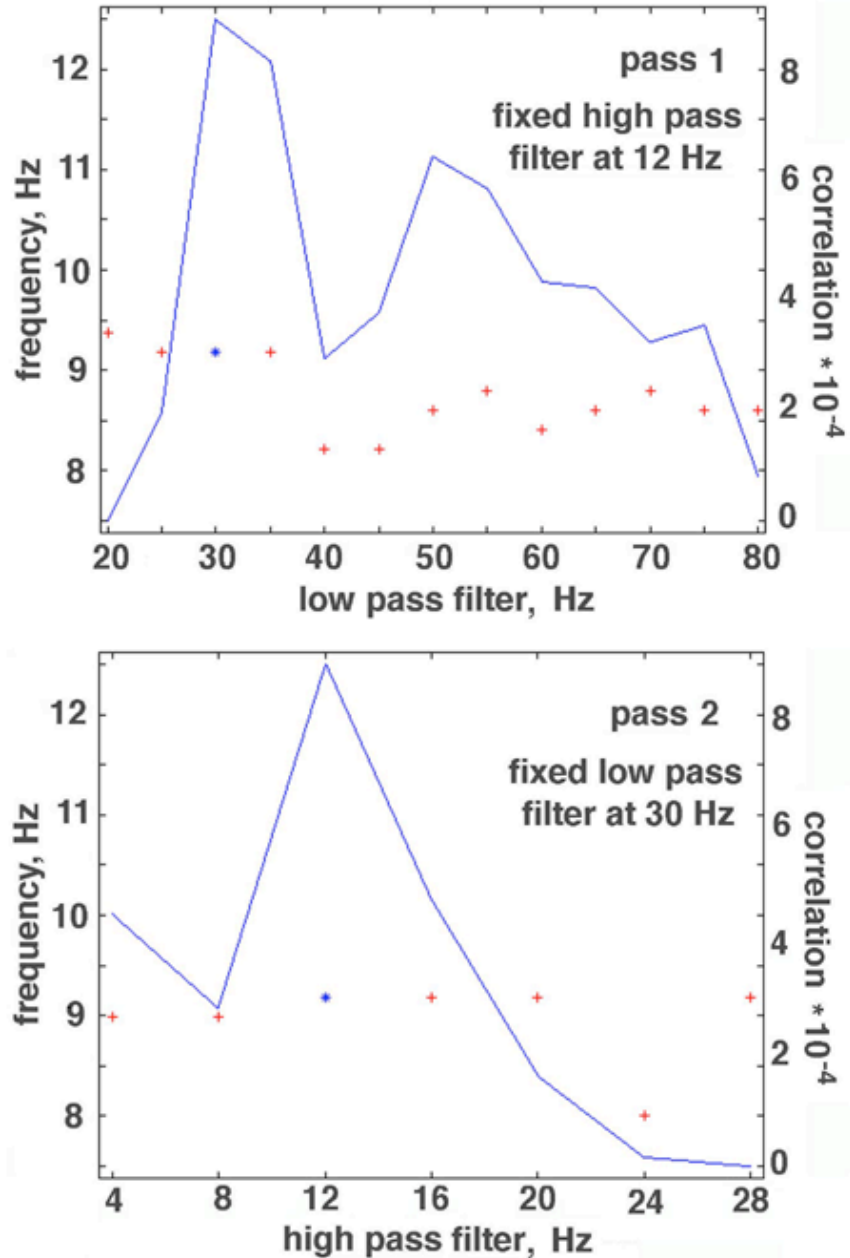 pass 1
fixed high pass
filter at 12 Hz
frequency, Hz
12
11
10
9
8
correlation *10-4
8
6
4
2
0
20 30 40 50 60 70 80
low pass filter, Hz
pass 2
fixed low pass
filter at 30 Hz
frequency, Hz
12
11
10
9
8
correlation *10-4
8
6
4
2
0
4 8 12 16 20 24 28
high pass filter, Hz